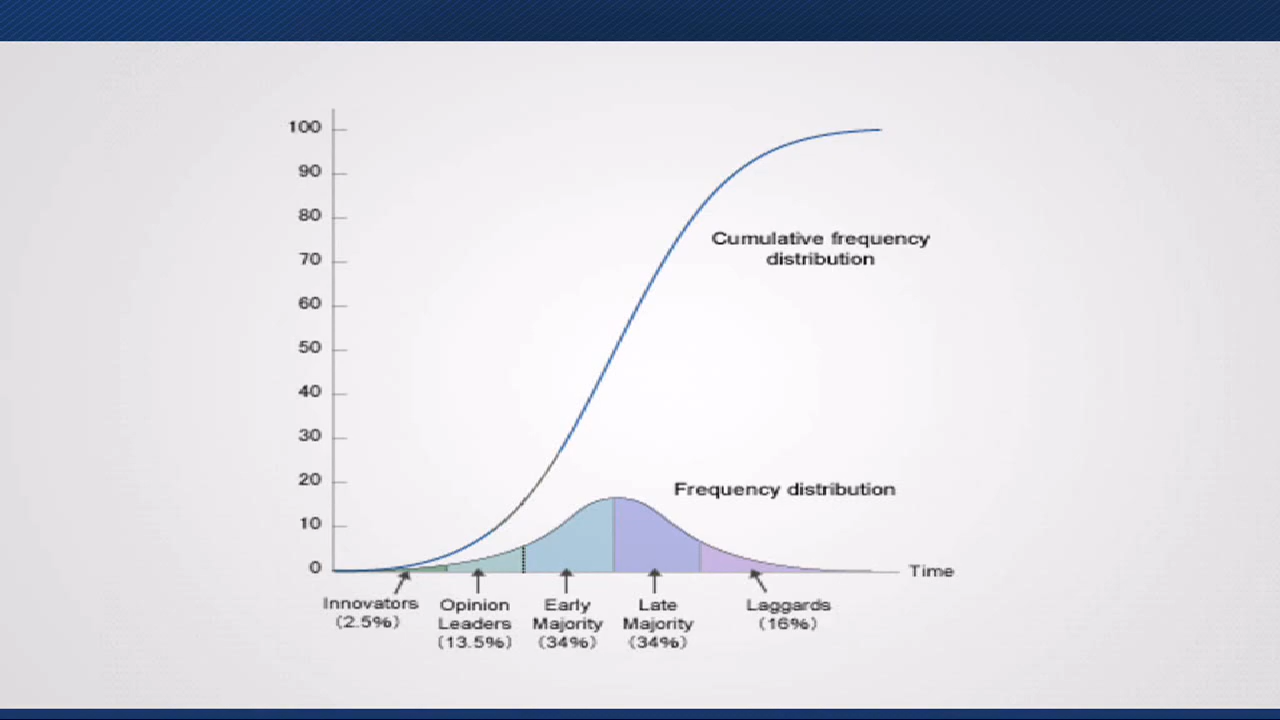 100
90
80
70
60
50
40
30
20
10
0
Cumulative frequency
distribution
Frequency distribution
Time
Innovators
(2.5%)
Opinion
Leaders
(13.5%)
Early
Majority
(34%)
Late
Majority
(34%)
Laggards
(16%)